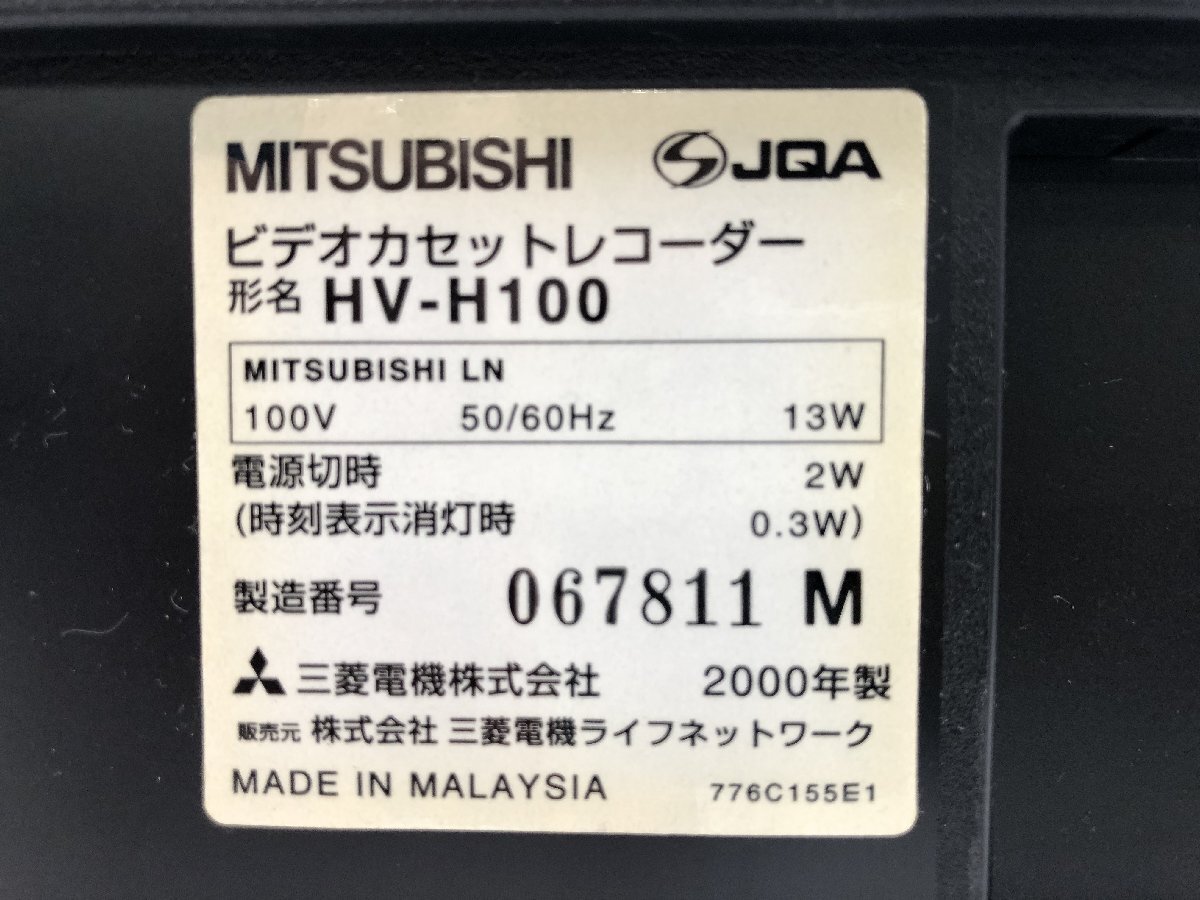 MITSUBISHI JQA
ビデオカセットレコーダー
形名 HV-H100
MITSUBISHI LN
100V 50/60Hz 13W
電源切時 2W
(時刻表示消灯時 0.3W)
製造番号 067811 M
三菱電機株式会社 2000年製
販売元 株式会社 三菱電機ライフネットワーク
MADE IN MALAYSIA 776C155E1